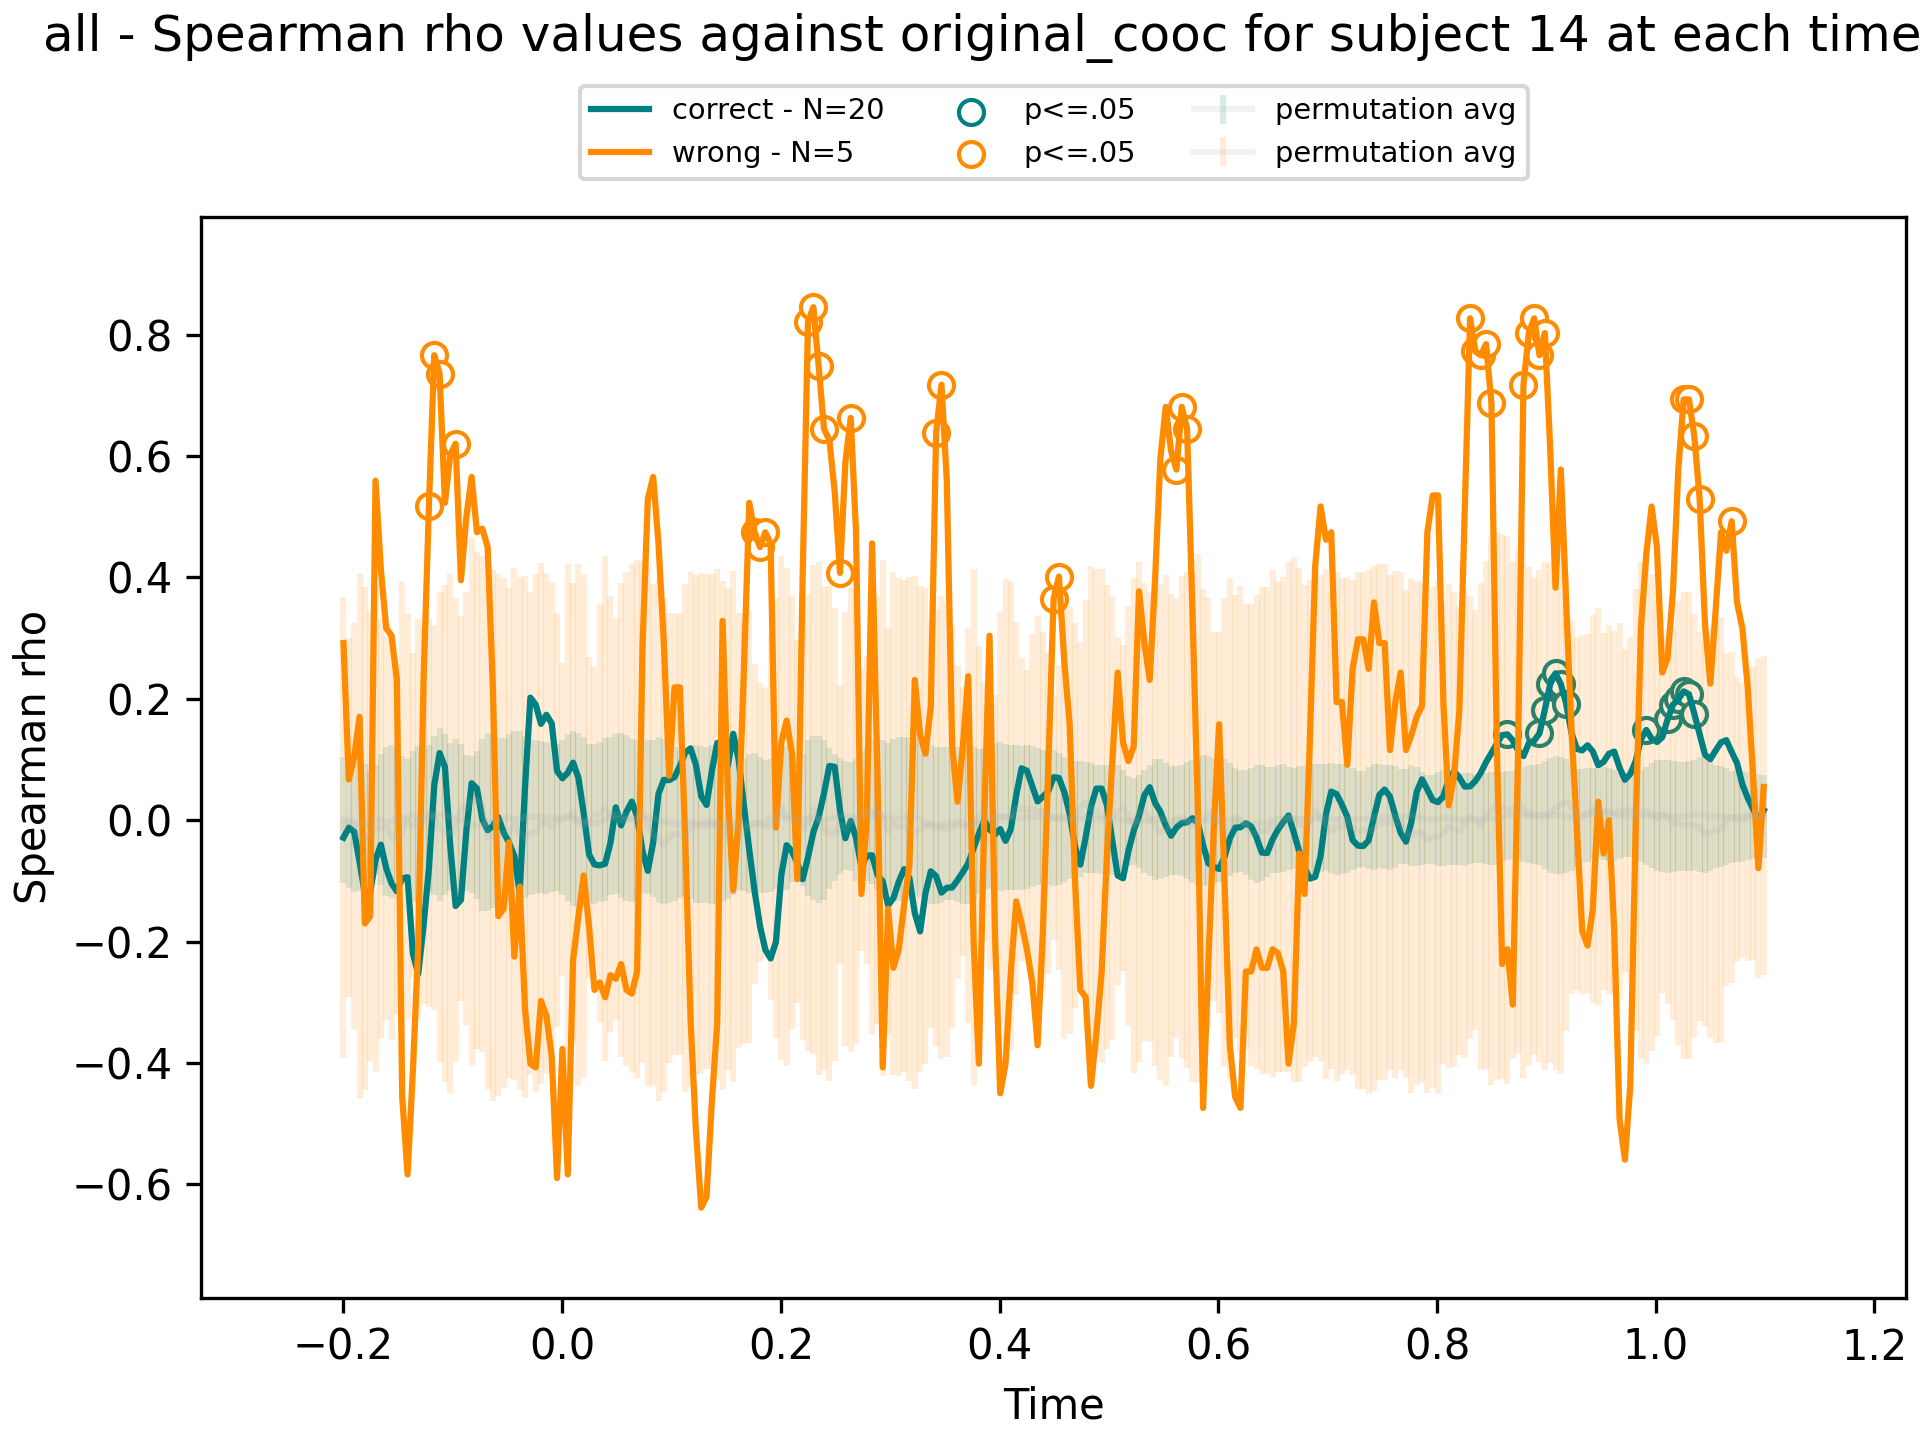 all - Spearman rho values against original_cooc for subject 14 at each time
correct - N=20
wrong - N=5
p<=.05
p<=.05
permutation avg
permutation avg
Spearman rho
0.8
0.6
0.4
0.2
0.0
−0.2
−0.4
−0.6
−0.2
0.0
0.2
0.4
0.6
0.8
1.0
1.2
Time